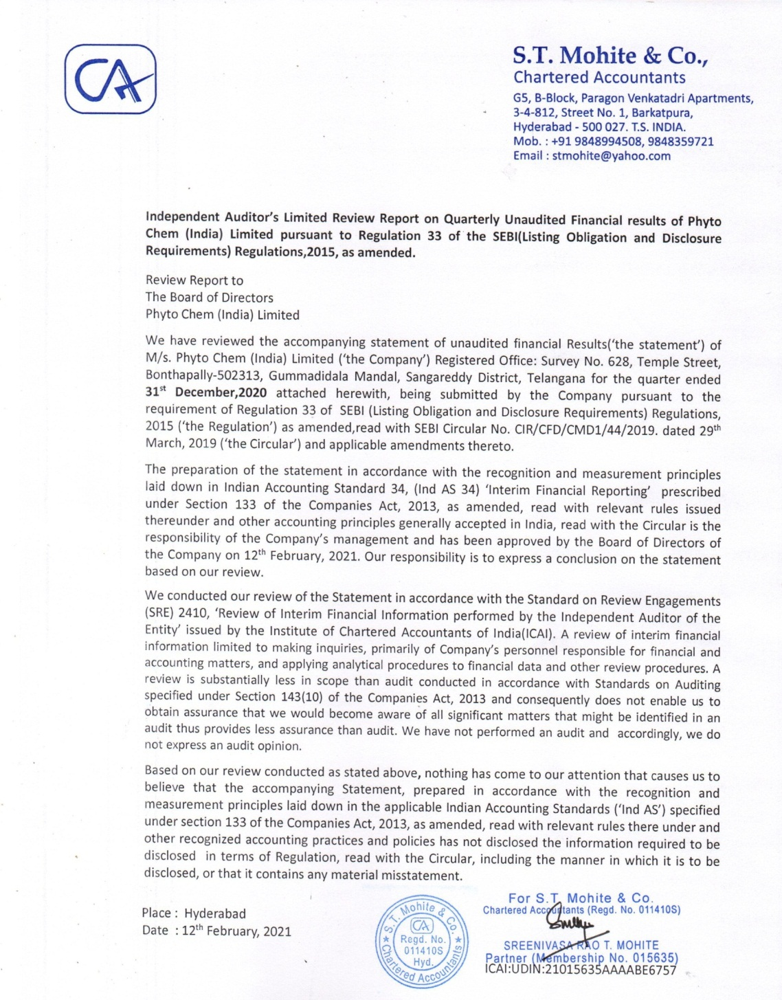 CA
S.T. Mohite & Co.,
Chartered Accountants
G5, B-Block, Paragon Venkatadri Apartments,
3-4-812, Street No. 1, Barkatpura,
Hyderabad - 500 027. T.S. INDIA.
Mob. : +91 9848994508, 9848359721
Email : stmohite@yahoo.com
Independent Auditor's Limited Review Report on Quarterly Unaudited Financial results of Phyto
Chem (India) Limited pursuant to Regulation 33 of the SEBI(Listing Obligation and Disclosure
Requirements) Regulations,2015, as amended.
Review Report to
The Board of Directors
Phyto Chem (India) Limited
We have reviewed the accompanying statement of unaudited financial Results('the statement') of
M/s. Phyto Chem (India) Limited ('the Company') Registered Office: Survey No. 628, Temple Street,
Bonthapally-502313, Gummadidala Mandal, Sangareddy District, Telangana for the quarter ended
31st December,2020 attached herewith, being submitted by the Company pursuant to the
requirement of Regulation 33 of SEBI (Listing Obligation and Disclosure Requirements) Regulations,
2015 ('the Regulation') as amended,read with SEBI Circular No. CIR/CFD/CMD1/44/2019. dated 29th
March, 2019 ('the Circular') and applicable amendments thereto.
The preparation of the statement in accordance with the recognition and measurement principles
laid down in Indian Accounting Standard 34, (Ind AS 34) 'Interim Financial Reporting' prescribed
under Section 133 of the Companies Act, 2013, as amended, read with relevant rules issued
thereunder and other accounting principles generally accepted in India, read with the Circular is the
responsibility of the Company's management and has been approved by the Board of Directors of
the Company on 12th February, 2021. Our responsibility is to express a conclusion on the statement
based on our review.
We conducted our review of the Statement in accordance with the Standard on Review Engagements
(SRE) 2410, 'Review of Interim Financial Information performed by the Independent Auditor of the
Entity' issued by the Institute of Chartered Accountants of India(ICAI). A review of interim financial
information limited to making inquiries, primarily of Company's personnel responsible for financial and
accounting matters, and applying analytical procedures to financial data and other review procedures. A
review is substantially less in scope than audit conducted in accordance with Standards on Auditing
specified under Section 143(10) of the Companies Act, 2013 and consequently does not enable us to
obtain assurance that we would become aware of all significant matters that might be identified in an
audit thus provides less assurance than audit. We have not performed an audit and accordingly, we do
not express an audit opinion.
Based on our review conducted as stated above, nothing has come to our attention that causes us to
believe that the accompanying Statement, prepared in accordance with the recognition and
measurement principles laid down in the applicable Indian Accounting Standards ('Ind AS') specified
under section 133 of the Companies Act, 2013, as amended, read with relevant rules there under and
other recognized accounting practices and policies has not disclosed the information required to be
disclosed in terms of Regulation, read with the Circular, including the manner in which it is to be
disclosed, or that it contains any material misstatement.
Place : Hyderabad
Date : 12th February, 2021
S.T. Mohite & Co.
CA
Regd. No.
011410S
Hyd.
Chartered Accountants
For S.T. Mohite & Co.
Chartered Accountants (Regd. No. 011410S)
SREENIVASA RAO T. MOHITE
Partner (Membership No. 015635)
ICAI:UDIN:21015635AAAABE6757